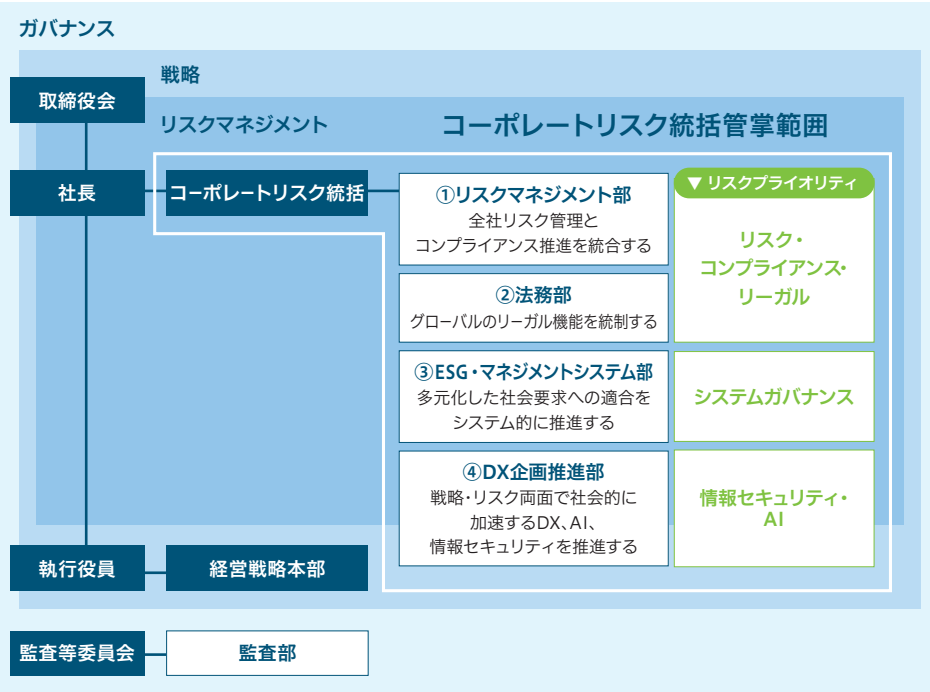 ガバナンス
戦略
取締役会
リスクマネジメント
コーポレートリスク統括管掌範囲
社長
コーポレートリスク統括
①リスクマネジメント部
全社リスク管理と
コンプライアンス推進を統合する
▼リスクプライオリティ
リスク・
コンプライアンス・
リーガル
②法務部
グローバルのリーガル機能を統制する
③ESG・マネジメントシステム部
多元化した社会要求への適合を
システム的に推進する
システムガバナンス
④DX企画推進部
戦略・リスク両面で社会的に
加速するDX、AI、
情報セキュリティを推進する
情報セキュリティ・
AI
執行役員
経営戦略本部
監査等委員会
監査部